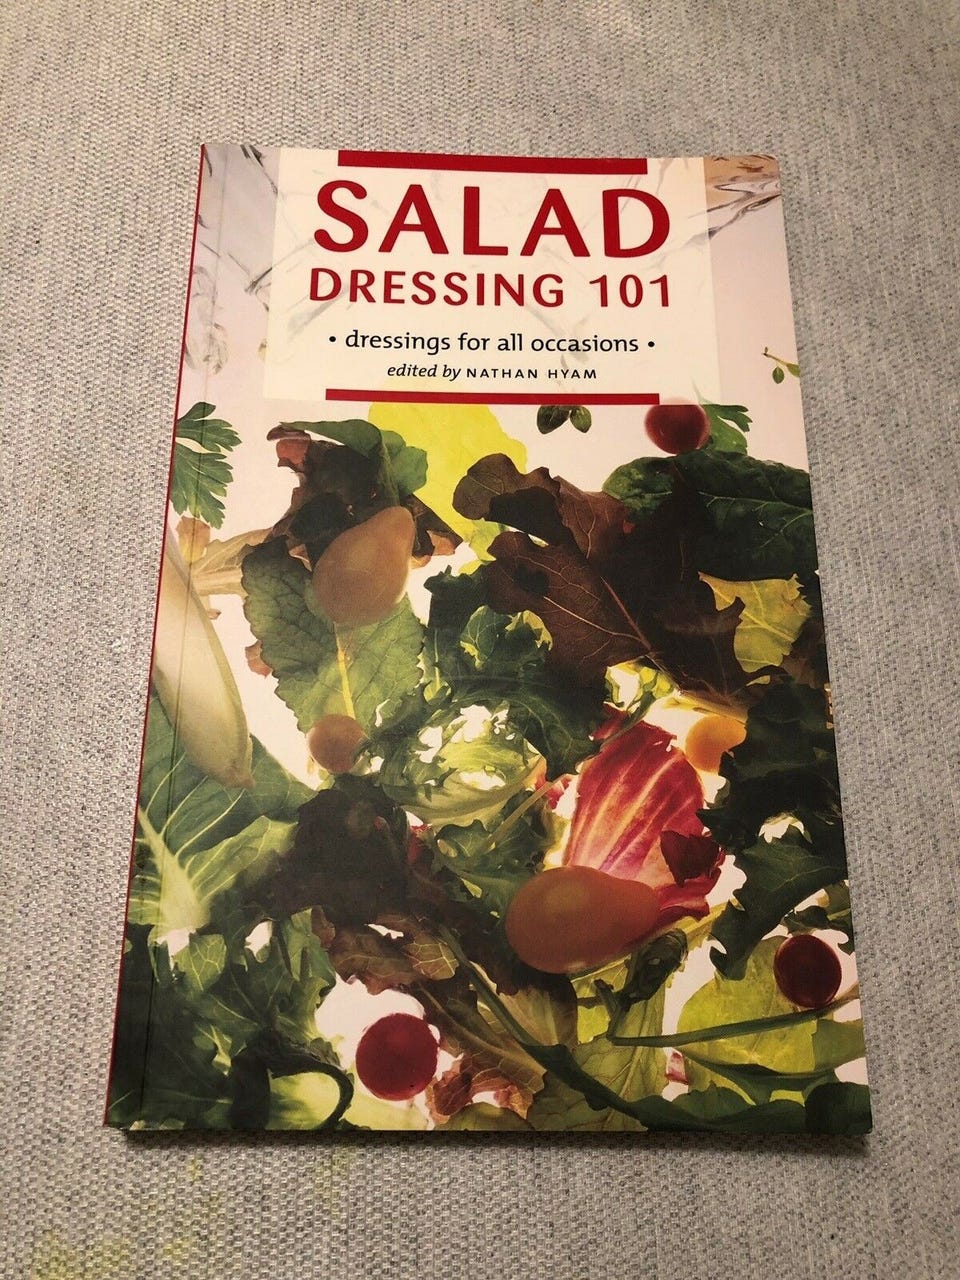 SALAD
DRESSING 101
• dressings for all occasions •
edited by NATHAN HYAM